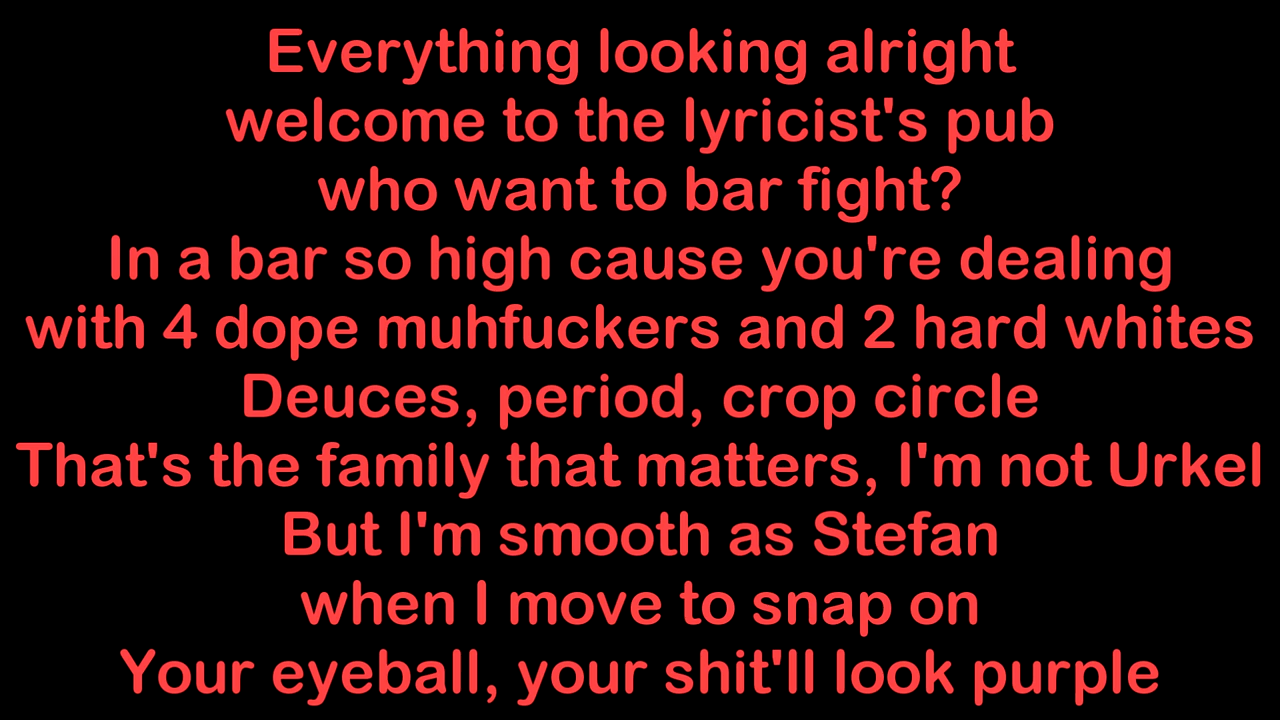 Everything looking alright
welcome to the lyricist's pub
who want to bar fight?
In a bar so high cause you're dealing
with 4 dope muhfuckers and 2 hard whites
Deuces, period, crop circle
That's the family that matters, I'm not Urkel
But I'm smooth as Stefan
when I move to snap on
Your eyeball, your shit'll look purple